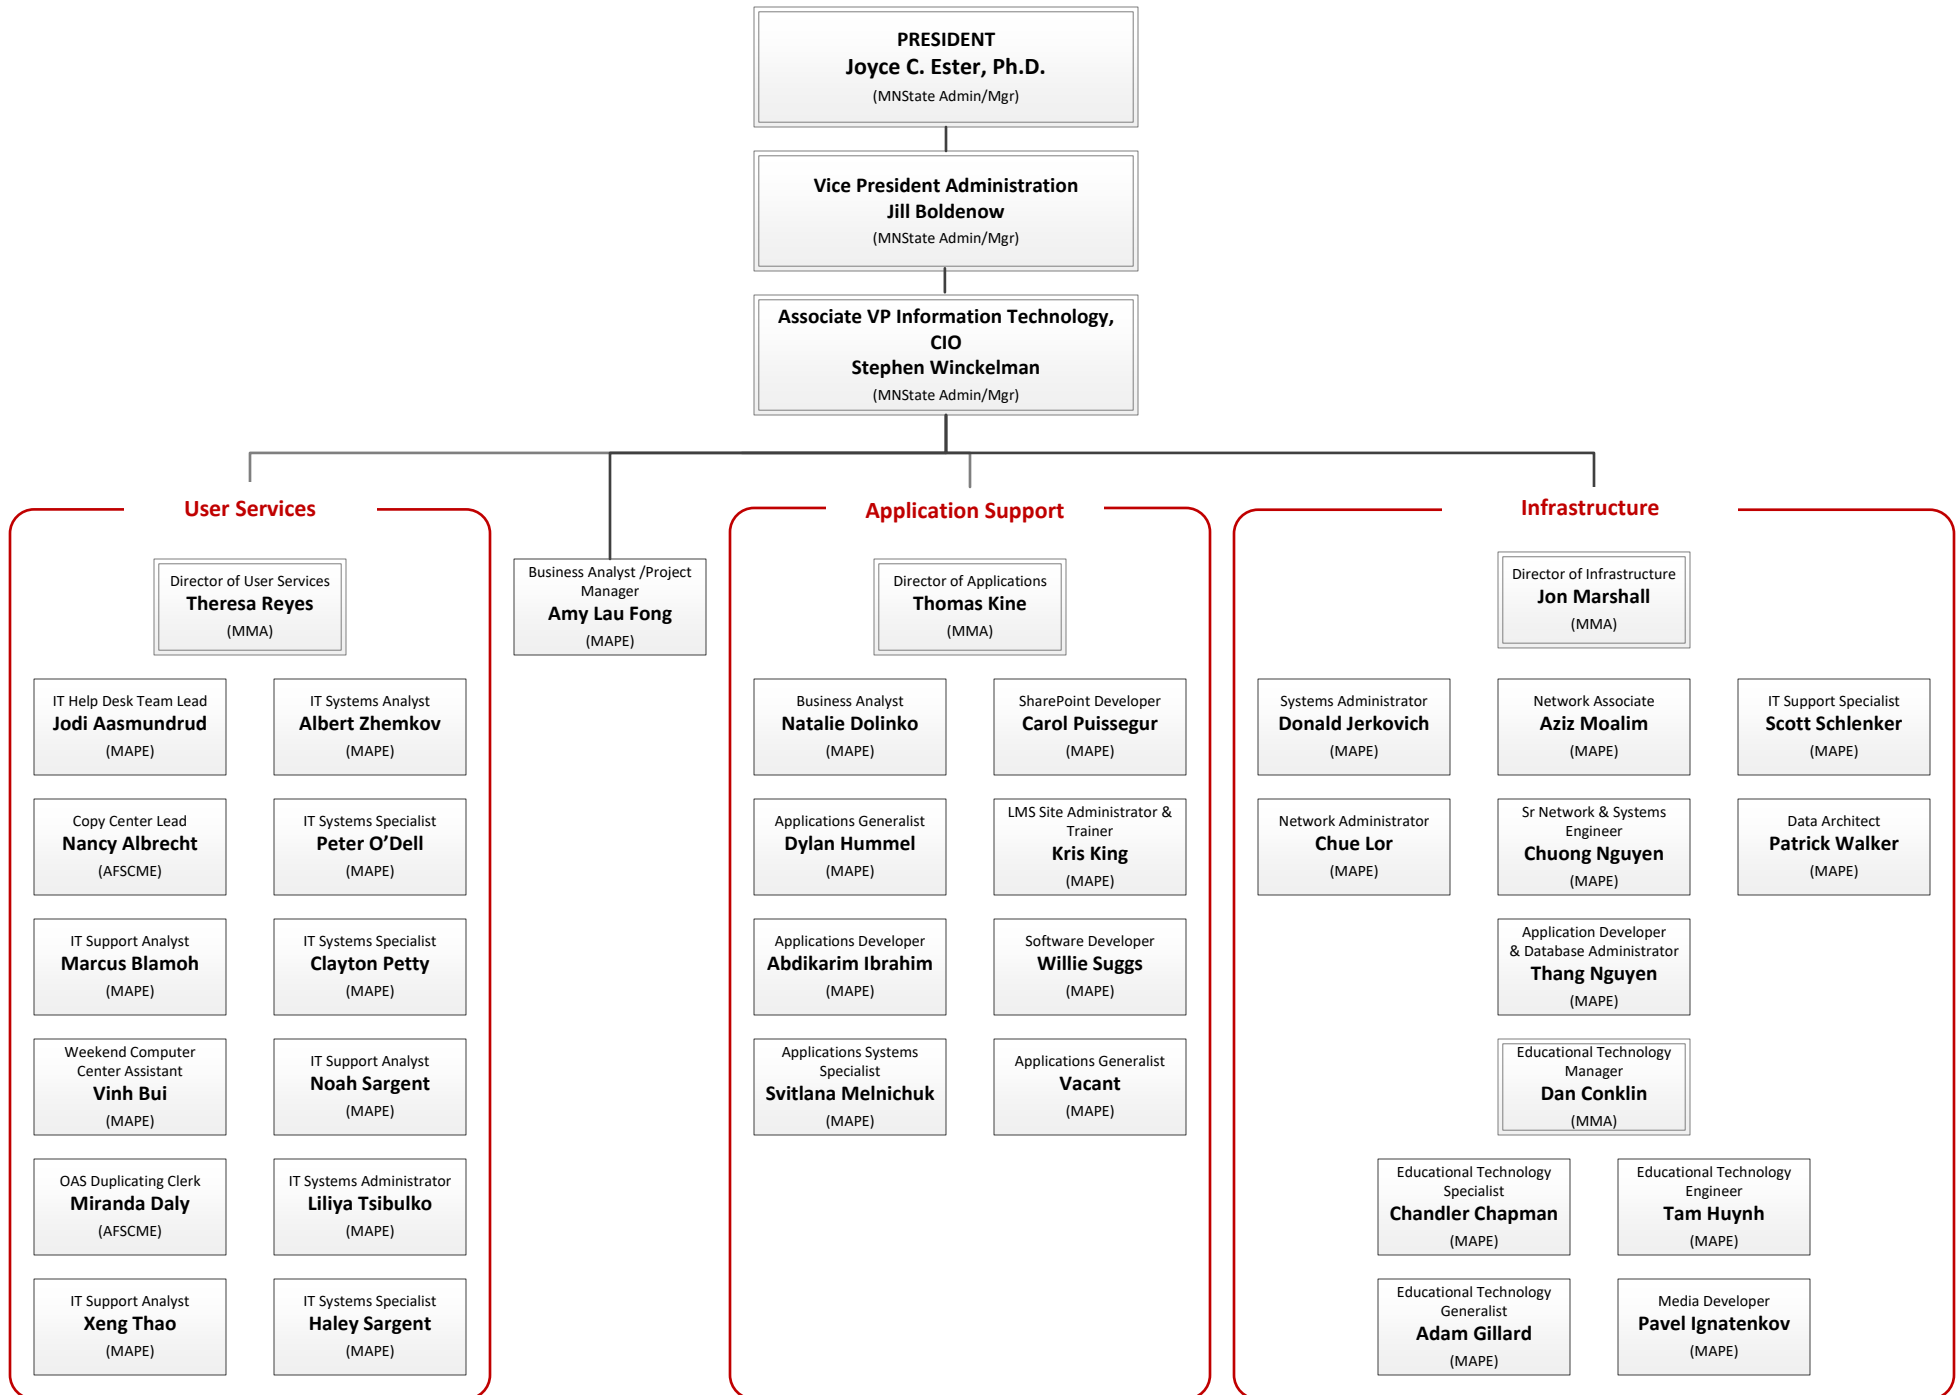 PRESIDENT
Joyce C. Ester, Ph.D.
(MNState Admin/Mgr)
Vice President Administration
Jill Boldenow
(MNState Admin/Mgr)
Associate VP Information Technology,
CIO
Stephen Winckelman
(MNState Admin/Mgr)
User Services
Director of User Services
Theresa Reyes
(MMA)
IT Help Desk Team Lead
Jodi Aasmundrud
(MAPE)
IT Systems Analyst
Albert Zhemkov
(MAPE)
Copy Center Lead
Nancy Albrecht
(AFSCME)
IT Systems Specialist
Peter O’Dell
(MAPE)
IT Support Analyst
Marcus Blamoh
(MAPE)
IT Systems Specialist
Clayton Petty
(MAPE)
Weekend Computer
Center Assistant
Vinh Bui
(MAPE)
IT Support Analyst
Noah Sargent
(MAPE)
OAS Duplicating Clerk
Miranda Daly
(AFSCME)
IT Systems Administrator
Liliya Tsibulko
(MAPE)
IT Support Analyst
Xeng Thao
(MAPE)
IT Systems Specialist
Haley Sargent
(MAPE)
Business Analyst /Project
Manager
Amy Lau Fong
(MAPE)
Application Support
Director of Applications
Thomas Kine
(MMA)
Business Analyst
Natalie Dolinko
(MAPE)
SharePoint Developer
Carol Puissegur
(MAPE)
Applications Generalist
Dylan Hummel
(MAPE)
LMS Site Administrator &
Trainer
Kris King
(MAPE)
Applications Developer
Abdikarim Ibrahim
(MAPE)
Software Developer
Willie Suggs
(MAPE)
Applications Systems
Specialist
Svitlana Melnichuk
(MAPE)
Applications Generalist
Vacant
(MAPE)
Infrastructure
Director of Infrastructure
Jon Marshall
(MMA)
Systems Administrator
Donald Jerkovich
(MAPE)
Network Associate
Aziz Moalim
(MAPE)
IT Support Specialist
Scott Schlenker
(MAPE)
Network Administrator
Chue Lor
(MAPE)
Sr Network & Systems
Engineer
Chuong Nguyen
(MAPE)
Data Architect
Patrick Walker
(MAPE)
Application Developer
& Database Administrator
Thang Nguyen
(MAPE)
Educational Technology
Manager
Dan Conklin
(MMA)
Educational Technology
Specialist
Chandler Chapman
(MAPE)
Educational Technology
Engineer
Tam Huynh
(MAPE)
Educational Technology
Generalist
Adam Gillard
(MAPE)
Media Developer
Pavel Ignatenkov
(MAPE)